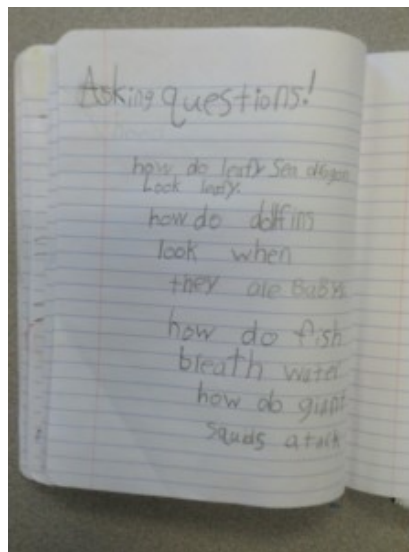 Asking questions!
how do leafy Sea dragons
Look leafy.
how do dollfins
look when
they are BaBys
how do fish
breath water
how do giant
squds atack